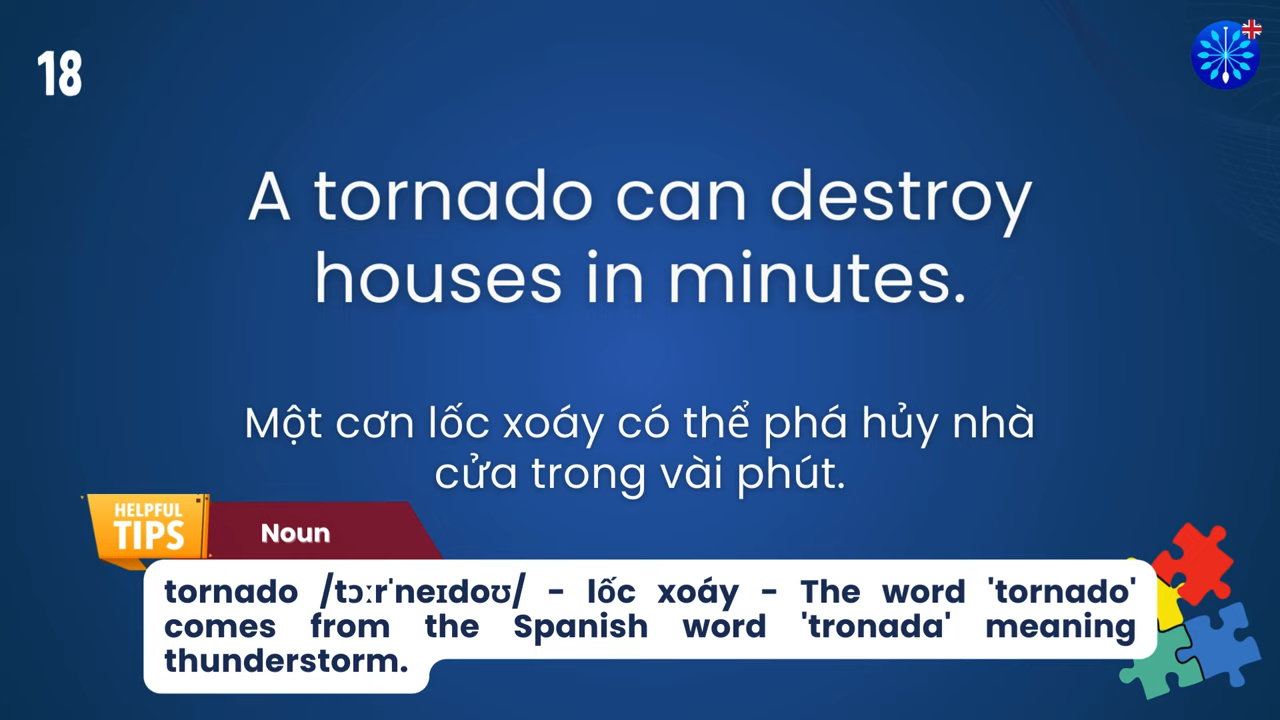 18
A tornado can destroy
houses in minutes.
Một cơn lốc xoáy có thể phá hủy nhà
cửa trong vài phút.
HELPFUL
TIPS
Noun
tornado /tɔːrˈneɪdoʊ/ - lốc xoáy - The word 'tornado'
comes from the Spanish word 'tronada' meaning
thunderstorm.